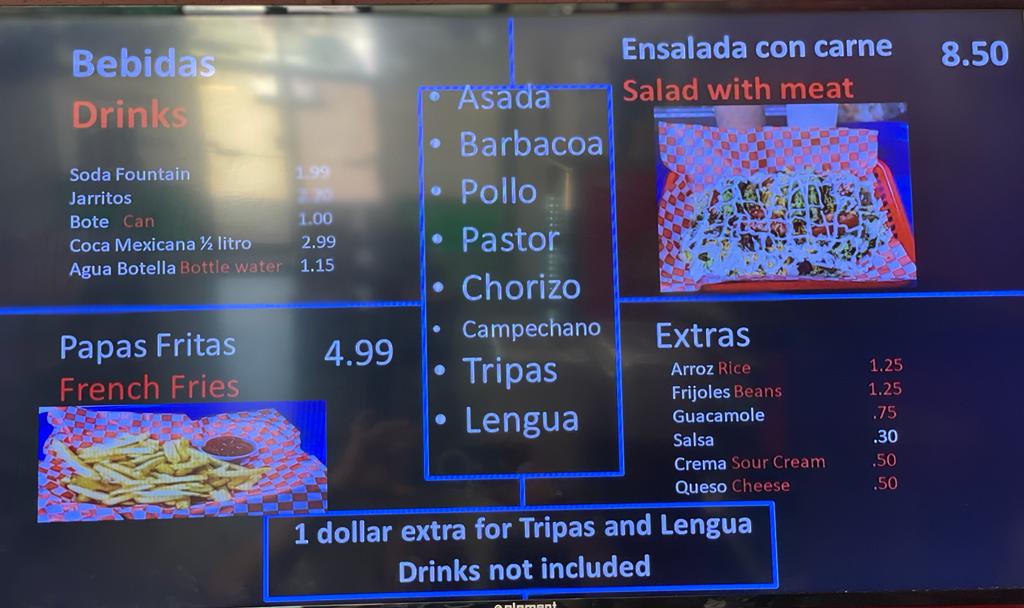 Bebidas
Drinks
Soda Fountain 1.99
Jarritos
Bote Can 1.00
Coca Mexicana ½ litro 2.99
Agua Botella Bottle water 1.15
Papas Fritas 4.99
French Fries
• Asada
• Barbacoa
• Pollo
• Pastor
• Chorizo
• Campechano
• Tripas
• Lengua
Ensalada con carne 8.50
Salad with meat
Extras
Arroz Rice 1.25
Frijoles Beans 1.25
Guacamole .75
Salsa .30
Crema Sour Cream .50
Queso Cheese .50
1 dollar extra for Tripas and Lengua
Drinks not included
element